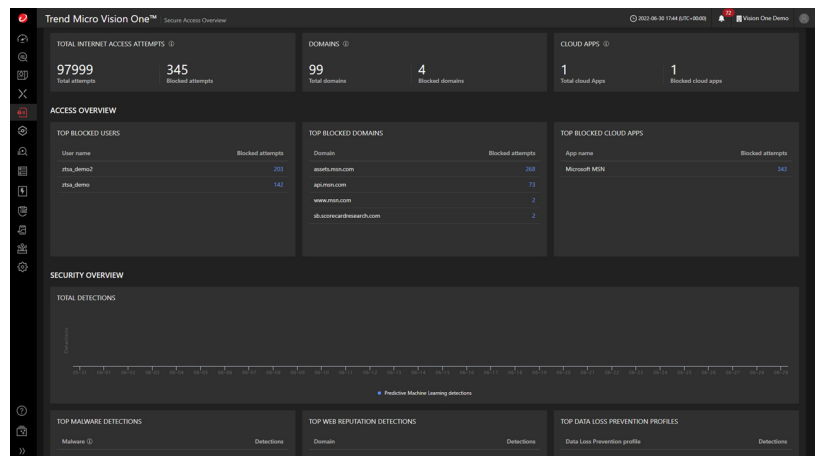 Trend Micro Vision One™ Secure Access Overview
2022-06-30 17:44 (UTC+00:00)
72
Vision One Demo
TOTAL INTERNET ACCESS ATTEMPTS
97999
Total attempts
345
Blocked attempts
DOMAINS
99
Total domains
4
Blocked domains
CLOUD APPS
1
Total cloud Apps
1
Blocked cloud apps
ACCESS OVERVIEW
TOP BLOCKED USERS
User name Blocked attempts
ztsa_demo2 203
ztsa_demo 142
TOP BLOCKED DOMAINS
Domain Blocked attempts
assets.msn.com 268
api.msn.com 73
www.msn.com 2
sb.scorecardresearch.com 2
TOP BLOCKED CLOUD APPS
App name Blocked attempts
Microsoft MSN 343
SECURITY OVERVIEW
TOTAL DETECTIONS
Detections
Predictive Machine Learning detections
TOP MALWARE DETECTIONS
Malware Detections
TOP WEB REPUTATION DETECTIONS
Domain Detections
TOP DATA LOSS PREVENTION PROFILES
Data Loss Prevention profile Detections